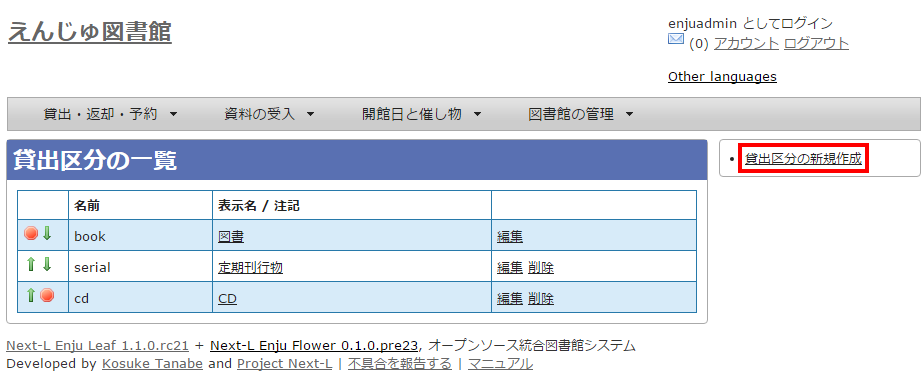 えんじゅ図書館
enjuadmin としてログイン
(0) アカウント ログアウト
Other languages
貸出・返却・予約 資料の受入 開館日と催し物 図書館の管理
貸出区分の一覧
貸出区分の新規作成
名前 表示名 / 注記
book 図書 編集
serial 定期刊行物 編集 削除
cd CD 編集 削除
Next-L Enju Leaf 1.1.0.rc21 + Next-L Enju Flower 0.1.0.pre23, オープンソース統合図書館システム
Developed by Kosuke Tanabe and Project Next-L | 不具合を報告する | マニュアル